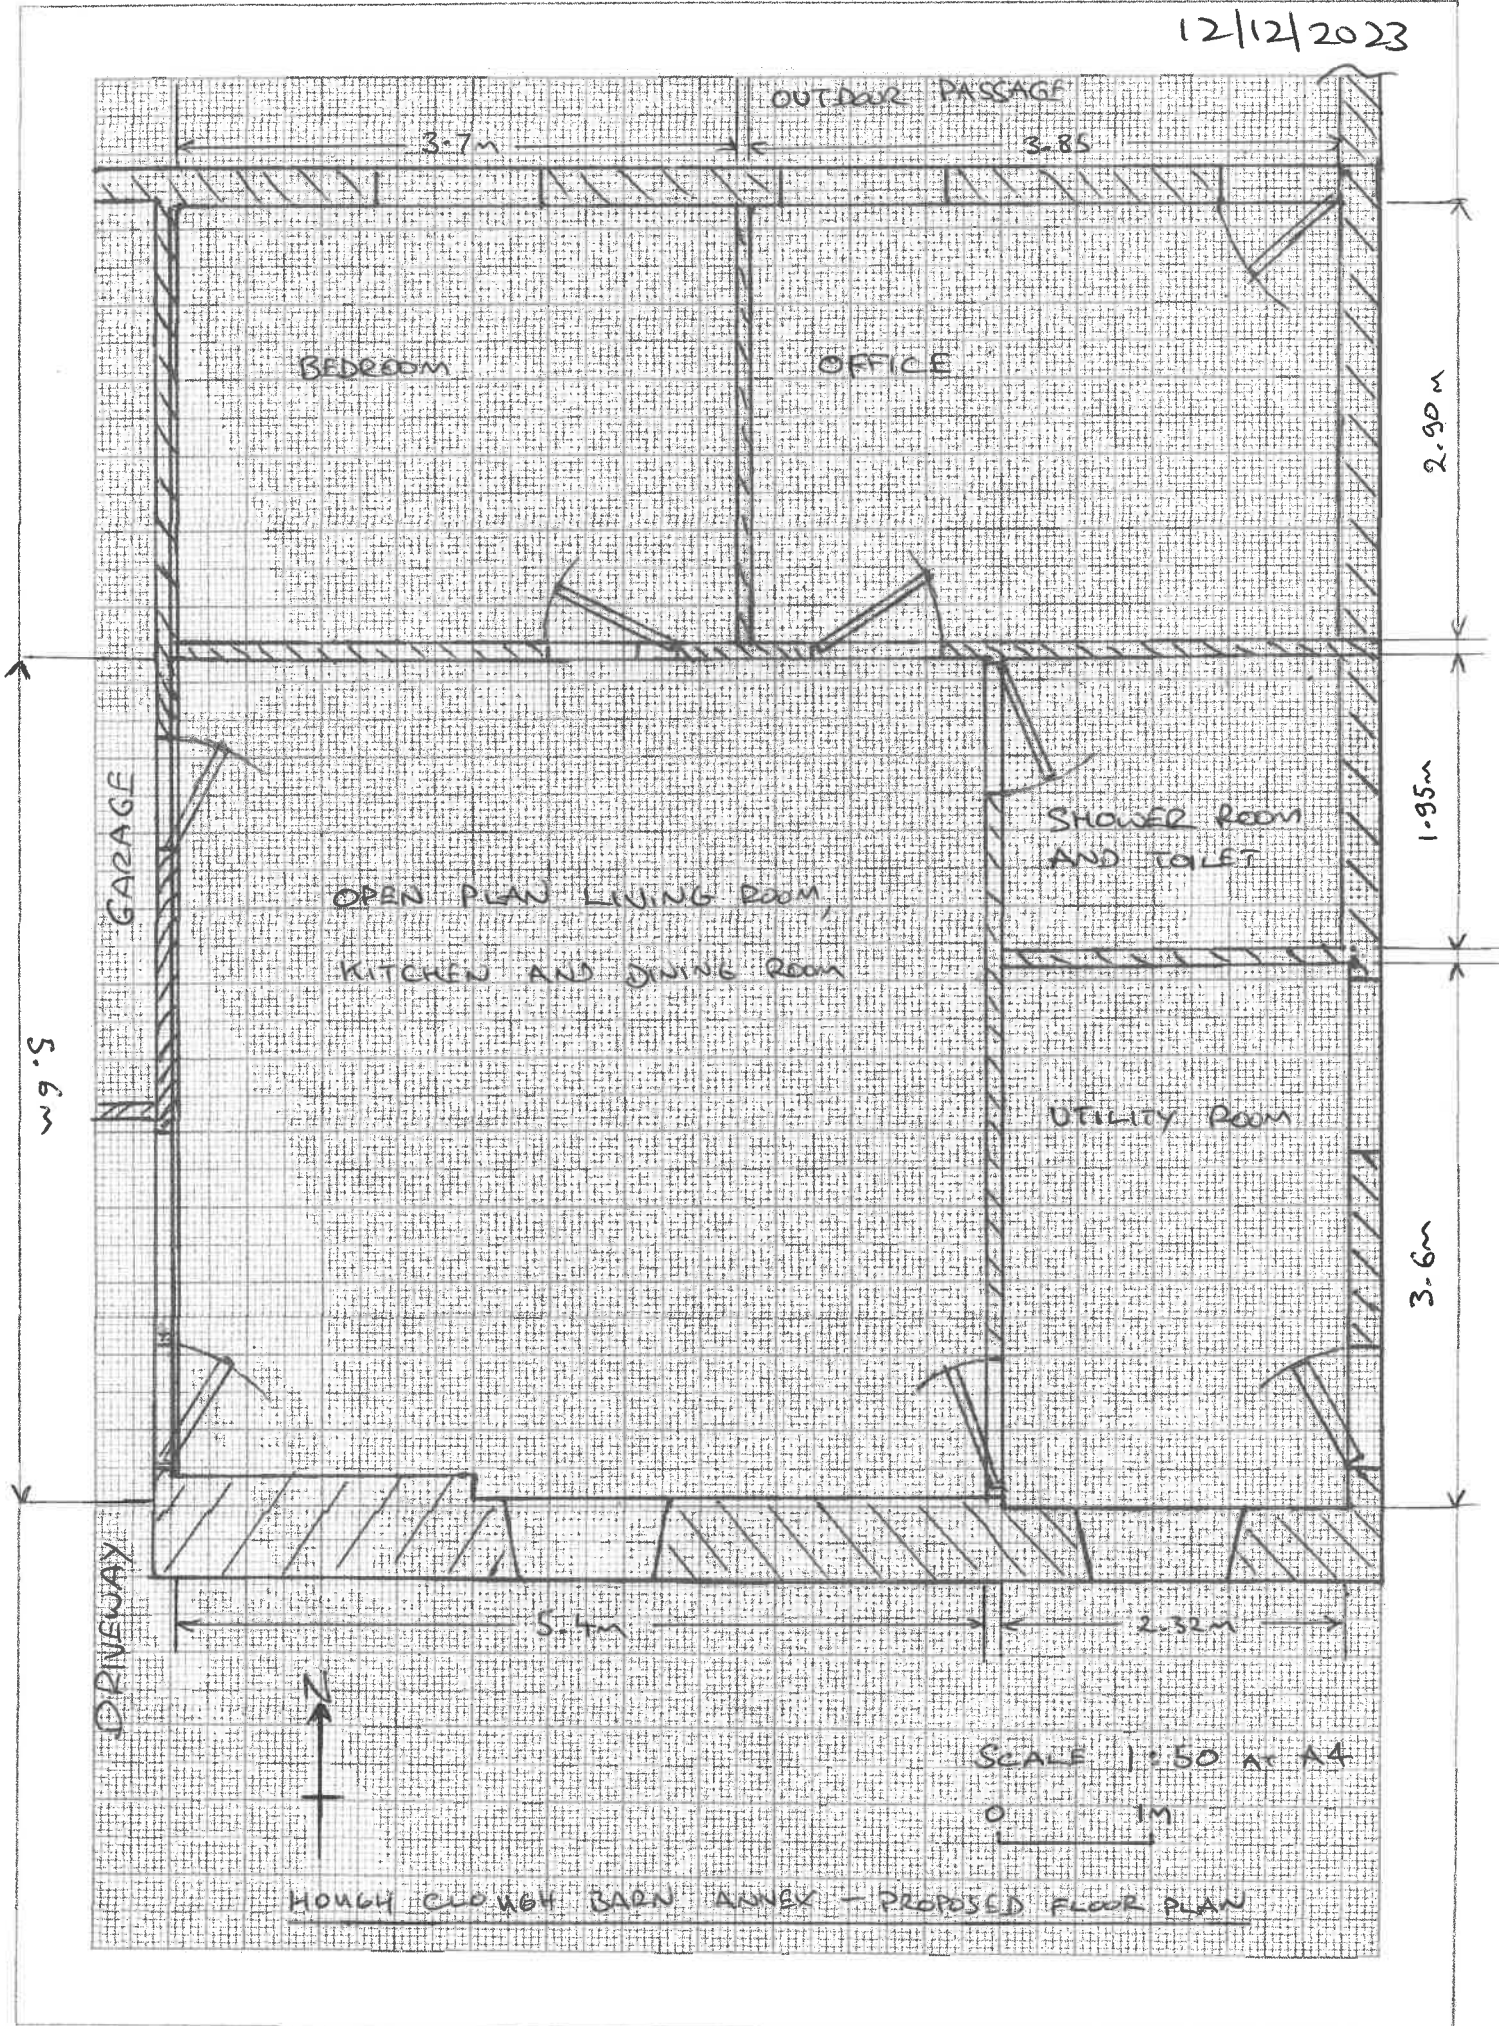 12/12/2023
OUTDOOR PASSAGE
3.7m
3.85
BEDROOM
OFFICE
2.90m
GARAGE
SHOWER ROOM
AND TOILET
1.95m
OPEN PLAN LIVING ROOM,
KITCHEN AND DINING ROOM
5.6m
UTILITY ROOM
3.6m
DRIVEWAY
5.4m
2.32m
N
SCALE 1:50 AT A4
0 1M
HOUGH CLOUGH BARN ANNEX - PROPOSED FLOOR PLAN